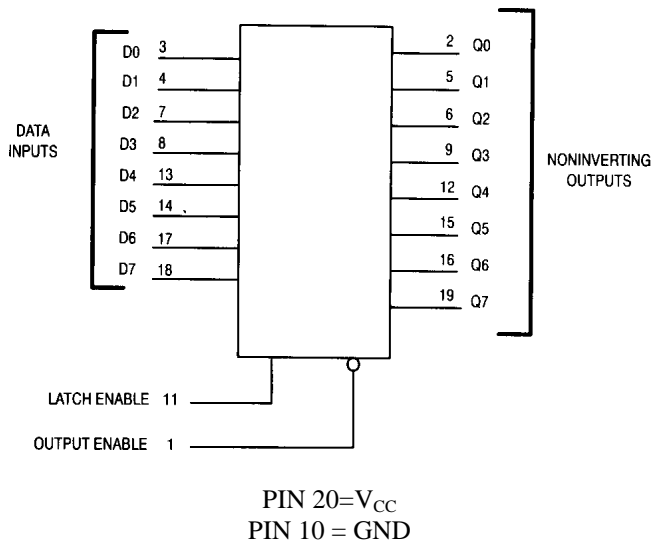 D0 3
D1 4
D2 7
D3 8
D4 13
D5 14
D6 17
D7 18
DATA
INPUTS
2 Q0
5 Q1
6 Q2
9 Q3
12 Q4
15 Q5
16 Q6
19 Q7
NONINVERTING
OUTPUTS
LATCH ENABLE 11
OUTPUT ENABLE 1
PIN 20=VCC
PIN 10 = GND